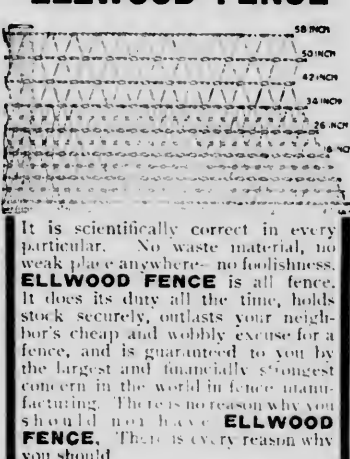 ELLWOOD FENCE
58 INCH
50 INCH
42 INCH
34 INCH
26 INCH
18 INCH
It is scientifically correct in every
particular. No waste material, no
weak place anywhere—no foolishness.
ELLWOOD FENCE is all fence.
It does its duty all the time, holds
stock securely, outlasts your neigh-
bor's cheap and wobbly excuse for a
fence, and is guaranteed to you by
the largest and financially strongest
concern in the world in fence manu-
facturing. There is no reason why you
should not have ELLWOOD
FENCE. There is every reason why
you should